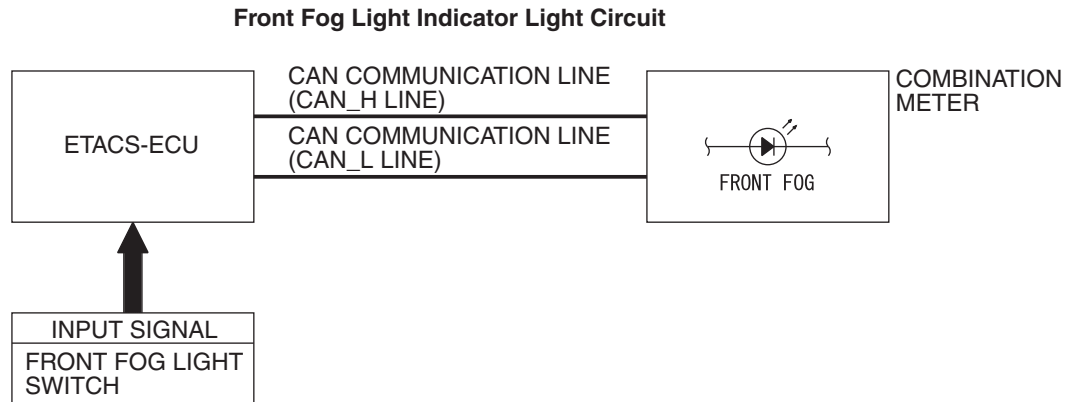 Front Fog Light Indicator Light Circuit
CAN COMMUNICATION LINE
(CAN_H LINE)
COMBINATION
METER
ETACS-ECU
CAN COMMUNICATION LINE
(CAN_L LINE)
FRONT FOG
INPUT SIGNAL
FRONT FOG LIGHT
SWITCH